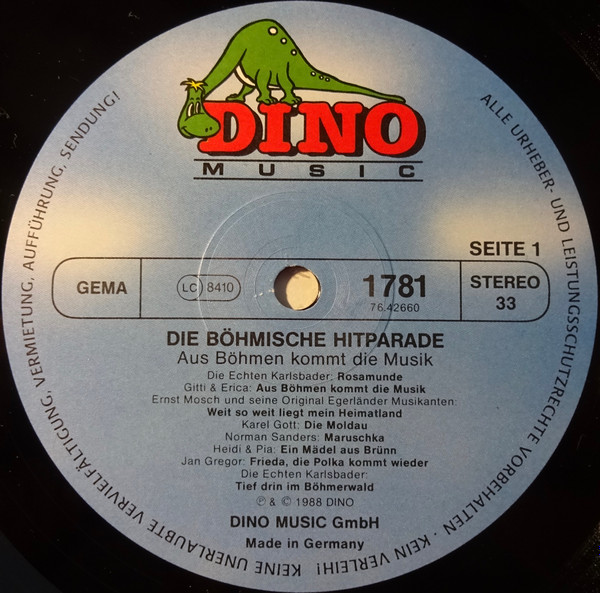 DINO
MUSIC
SEITE 1
GEMA
LC 8410
1781
76.42660
STEREO
33
DIE BÖHMISCHE HITPARADE
Aus Böhmen kommt die Musik
Die Echten Karlsbader: Rosamunde
Gitti & Erica: Aus Böhmen kommt die Musik
Ernst Mosch und seine Original Egerländer Musikanten:
Weit so weit liegt mein Heimatland
Karel Gott: Die Moldau
Norman Sanders: Maruschka
Heidi & Pia: Ein Mädel aus Brünn
Jan Gregor: Frieda, die Polka kommt wieder
Die Echten Karlsbader:
Tief drin im Böhmerwald
℗ & © 1988 DINO
DINO MUSIC GmbH
Made in Germany
ALLE URHEBER- UND LEISTUNGSSCHUTZRECHTE VORBEHALTEN · KEIN VERLEIH! KEINE UNERLAUBTE VERVIELFÄLTIGUNG, VERMIETUNG, AUFFÜHRUNG, SENDUNG!